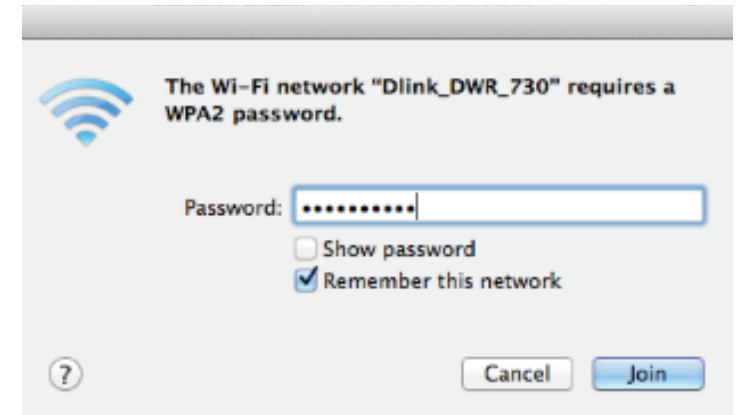 The Wi-Fi network “Dlink_DWR_730” requires a
WPA2 password.
Password: ••••••••••
Show password
Remember this network
?
Cancel
Join